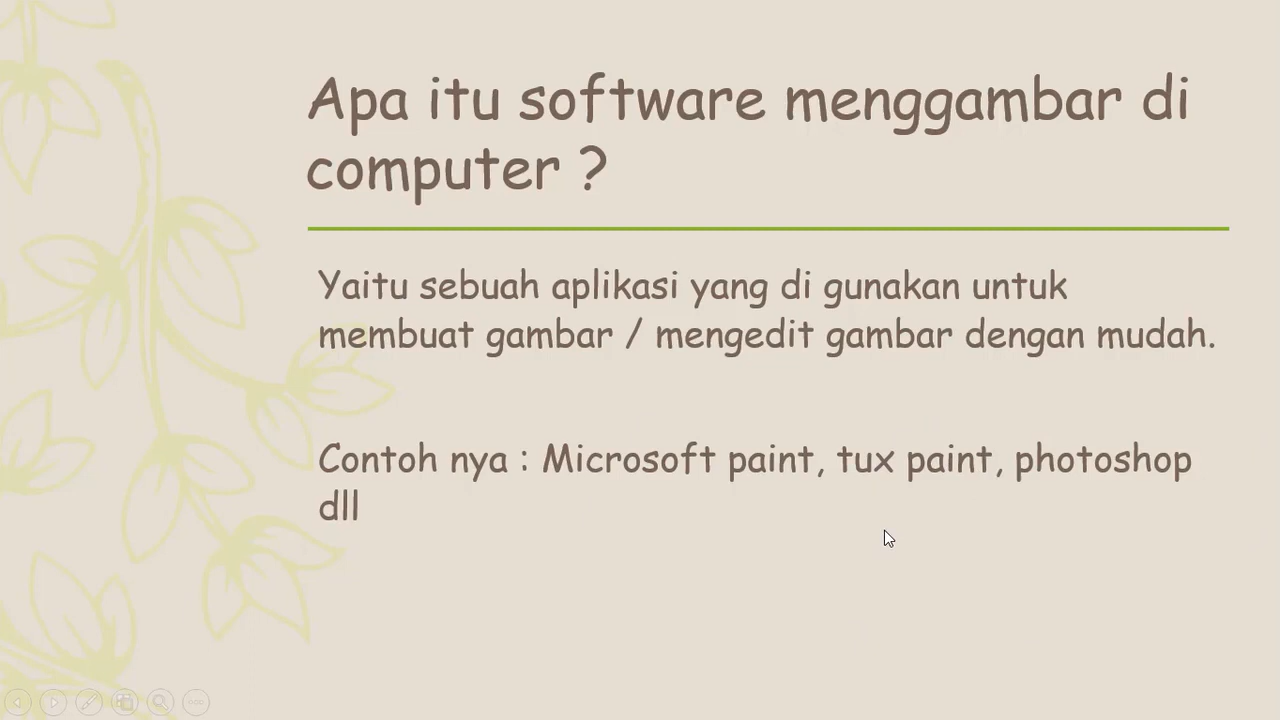 Apa itu software menggambar di
computer ?
Yaitu sebuah aplikasi yang di gunakan untuk
membuat gambar / mengedit gambar dengan mudah.
Contoh nya : Microsoft paint, tux paint, photoshop
dll